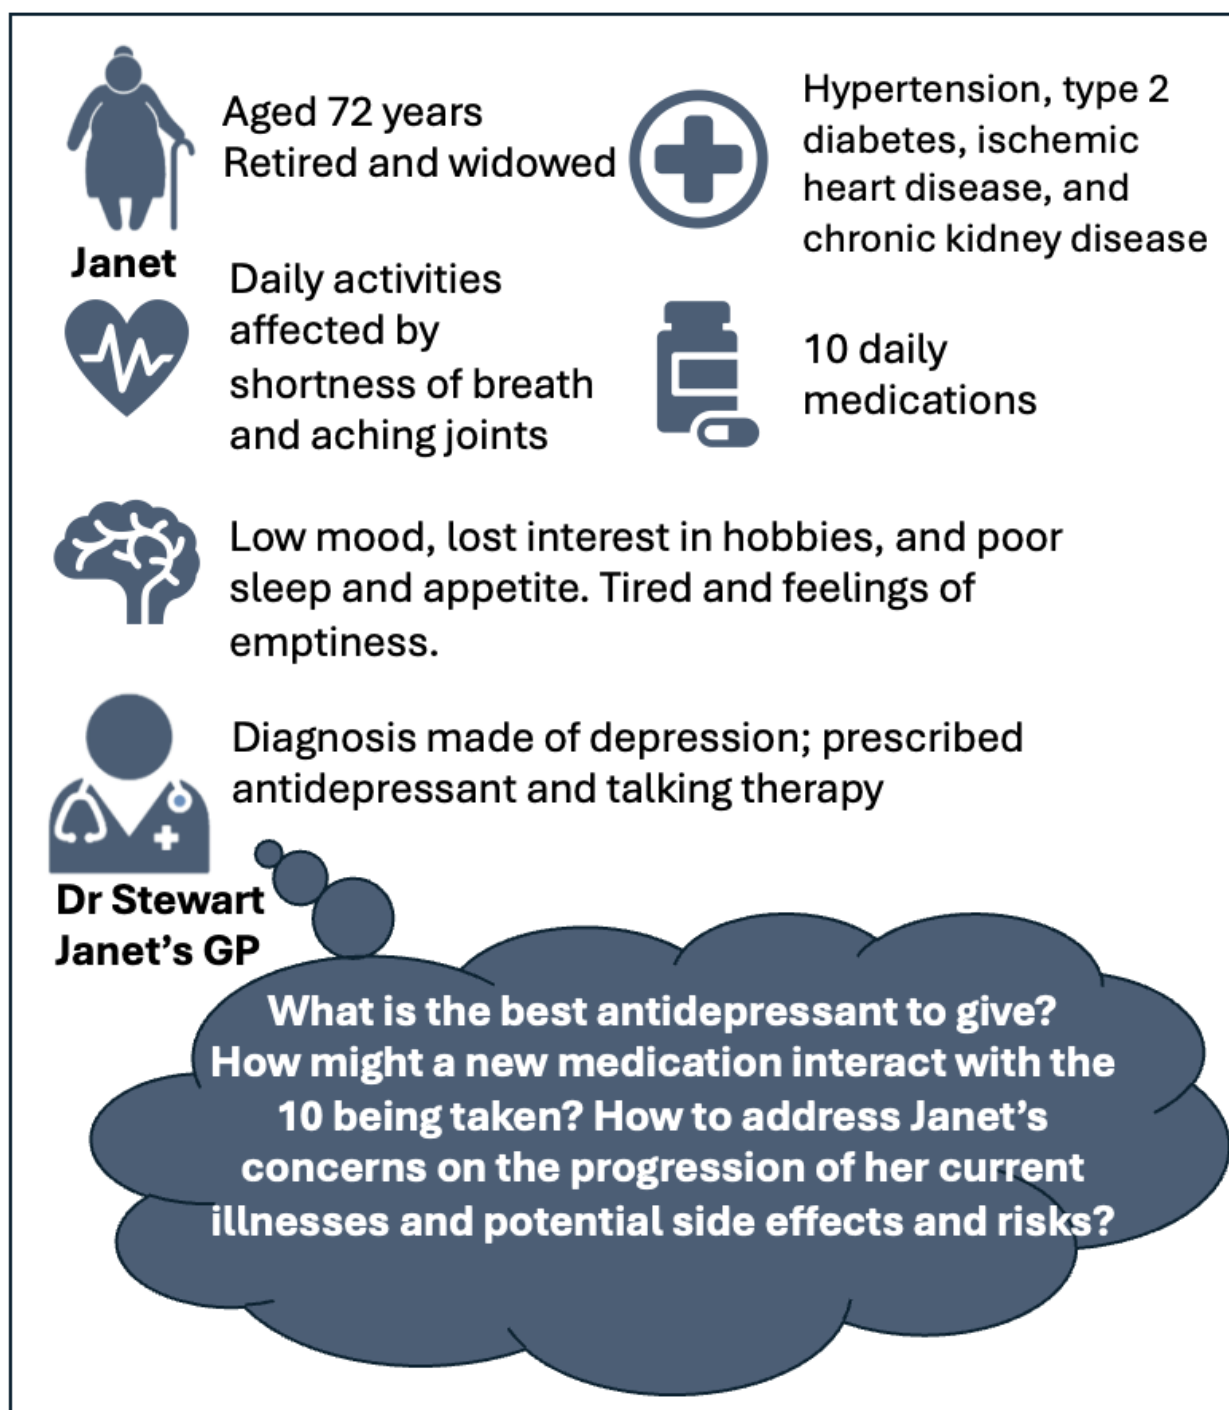 Aged 72 years
Retired and widowed
Janet
Hypertension, type 2
diabetes, ischemic
heart disease, and
chronic kidney disease
Daily activities
affected by
shortness of breath
and aching joints
10 daily
medications
Low mood, lost interest in hobbies, and poor
sleep and appetite. Tired and feelings of
emptiness.
Diagnosis made of depression; prescribed
antidepressant and talking therapy
Dr Stewart
Janet’s GP
What is the best antidepressant to give?
How might a new medication interact with the
10 being taken? How to address Janet’s
concerns on the progression of her current
illnesses and potential side effects and risks?